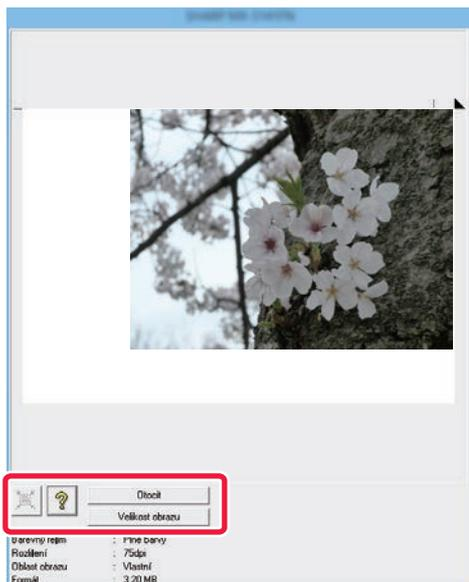 ?
Otočit
Velikost obrazu
Barevný režim : Plné barvy
Rozlišení : 75dpi
Oblast obrazu : Vlastní
Formát : 3.20 MB